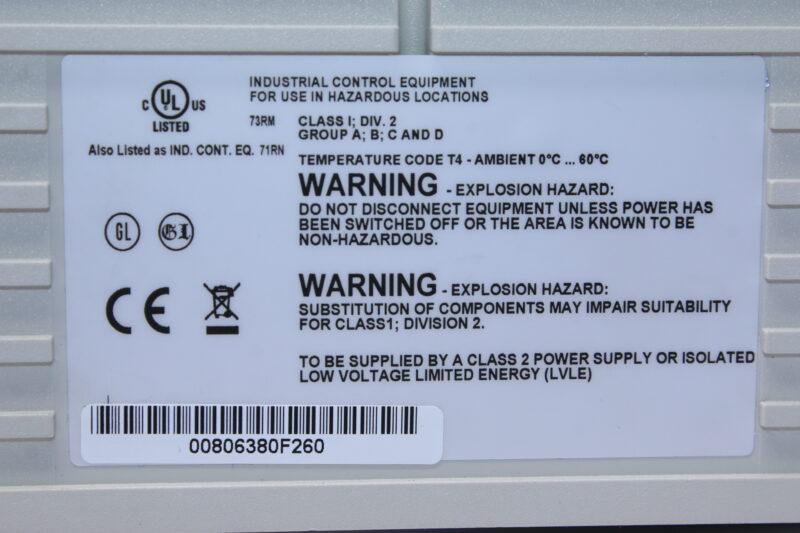 INDUSTRIAL CONTROL EQUIPMENT
FOR USE IN HAZARDOUS LOCATIONS
C UL US
LISTED
73RM CLASS I; DIV. 2
GROUP A; B; C AND D
Also Listed as IND. CONT. EQ. 71RN
TEMPERATURE CODE T4 - AMBIENT 0°C ... 60°C
WARNING - EXPLOSION HAZARD:
DO NOT DISCONNECT EQUIPMENT UNLESS POWER HAS
BEEN SWITCHED OFF OR THE AREA IS KNOWN TO BE
NON-HAZARDOUS.
GL GL
WARNING - EXPLOSION HAZARD:
SUBSTITUTION OF COMPONENTS MAY IMPAIR SUITABILITY
FOR CLASS1; DIVISION 2.
CE
TO BE SUPPLIED BY A CLASS 2 POWER SUPPLY OR ISOLATED
LOW VOLTAGE LIMITED ENERGY (LVLE)
00806380F260